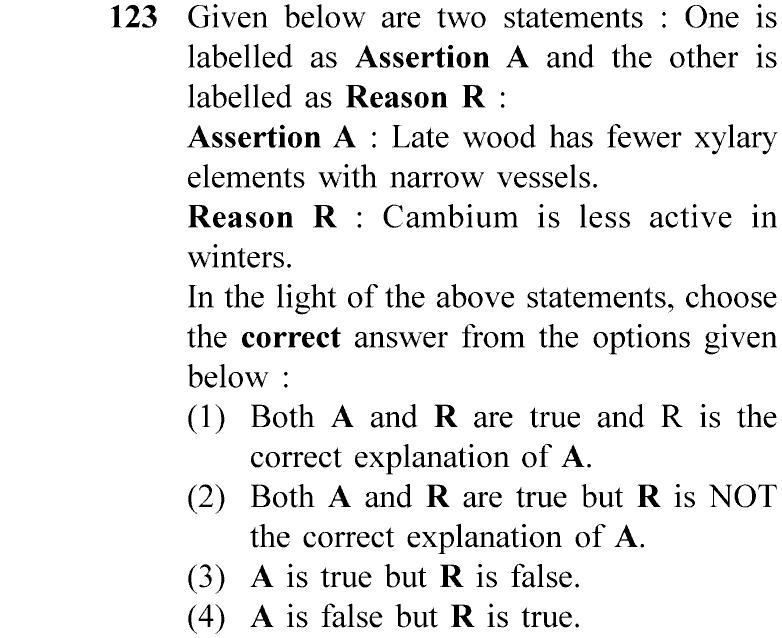 123 Given below are two statements : One is
labelled as Assertion A and the other is
labelled as Reason R :
Assertion A : Late wood has fewer xylary
elements with narrow vessels.
Reason R : Cambium is less active in
winters.
In the light of the above statements, choose
the correct answer from the options given
below :
(1) Both A and R are true and R is the
correct explanation of A.
(2) Both A and R are true but R is NOT
the correct explanation of A.
(3) A is true but R is false.
(4) A is false but R is true.